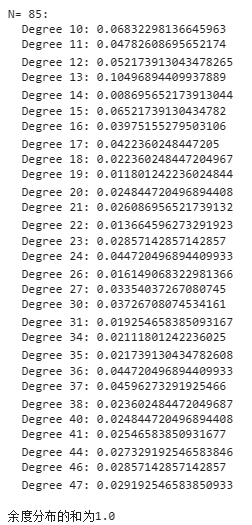 N= 85:
Degree 10: 0.06832298136645963
Degree 11: 0.04782608695652174
Degree 12: 0.052173913043478265
Degree 13: 0.10496894409937889
Degree 14: 0.008695652173913044
Degree 15: 0.06521739130434782
Degree 16: 0.03975155279503106
Degree 17: 0.0422360248447205
Degree 18: 0.022360248447204967
Degree 19: 0.011801242236024844
Degree 20: 0.024844720496894408
Degree 21: 0.026086956521739132
Degree 22: 0.013664596273291923
Degree 23: 0.02857142857142857
Degree 24: 0.044720496894409933
Degree 26: 0.016149068322981366
Degree 27: 0.03354037267080745
Degree 30: 0.03726708074534161
Degree 31: 0.019254658385093167
Degree 34: 0.02111801242236025
Degree 35: 0.021739130434782608
Degree 36: 0.044720496894409933
Degree 37: 0.04596273291925466
Degree 38: 0.023602484472049687
Degree 40: 0.024844720496894408
Degree 41: 0.02546583850931677
Degree 44: 0.027329192546583846
Degree 46: 0.02857142857142857
Degree 47: 0.029192546583850933
余度分布的和为1.0